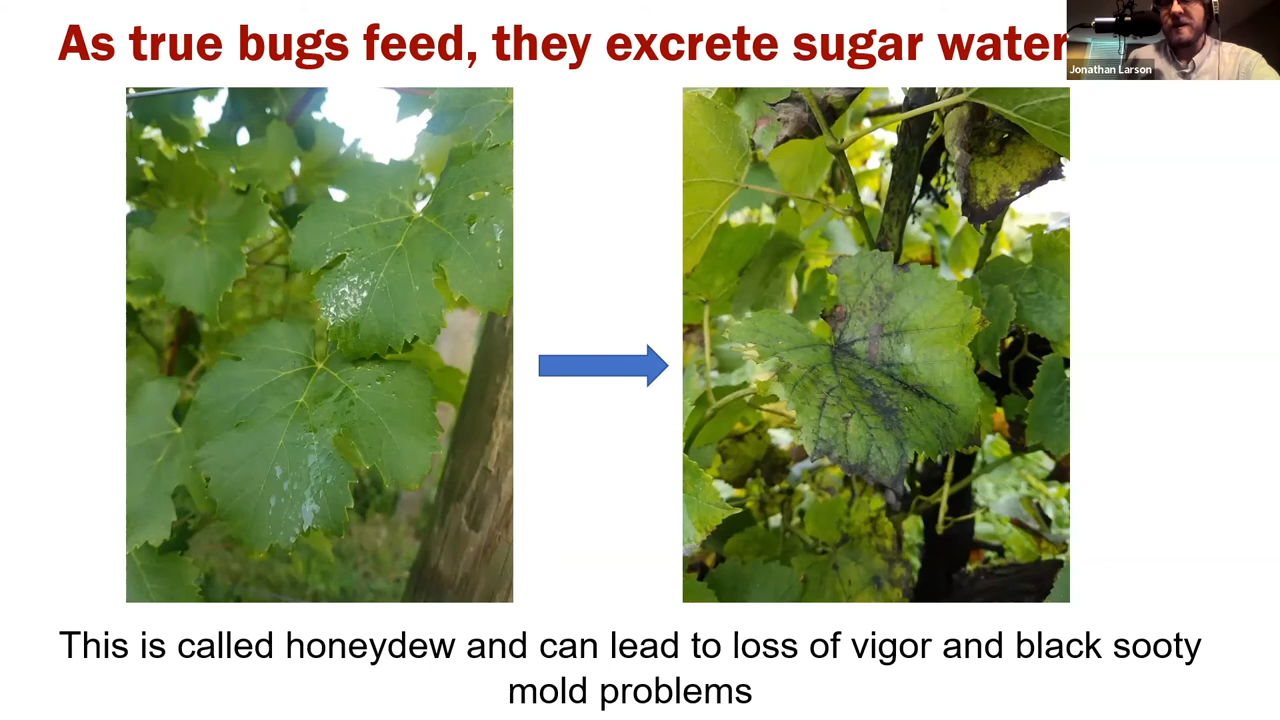 As true bugs feed, they excrete sugar water
Jonathan Larson
This is called honeydew and can lead to loss of vigor and black sooty
mold problems